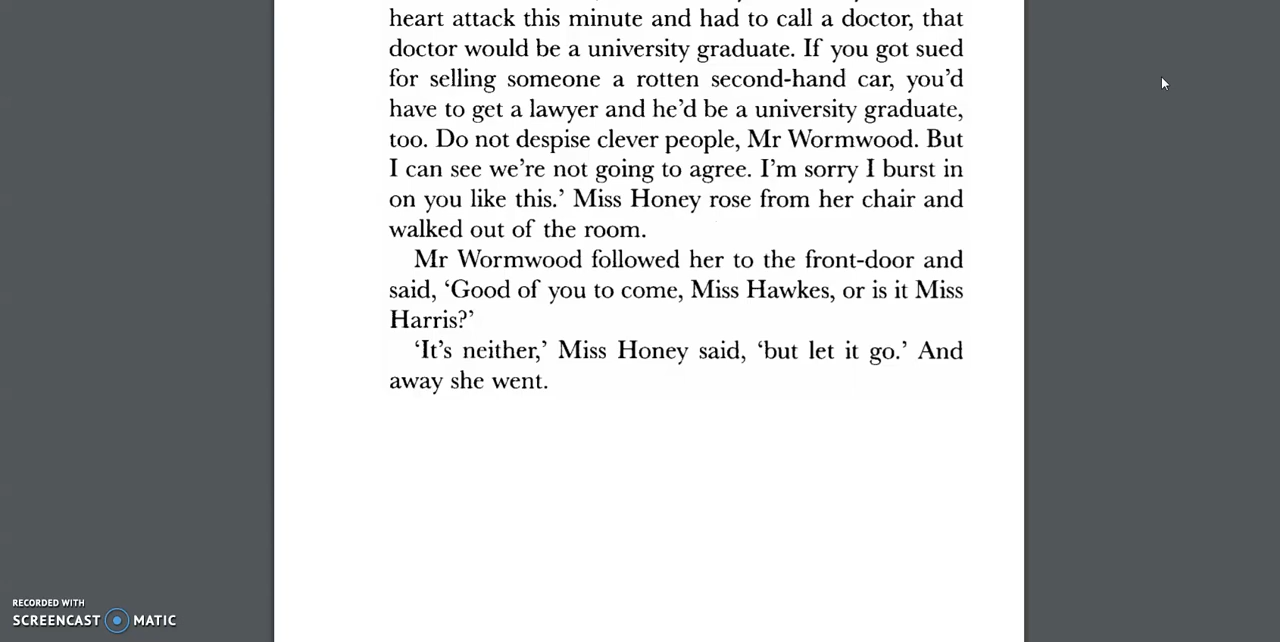 heart attack this minute and had to call a doctor, that
doctor would be a university graduate. If you got sued
for selling someone a rotten second-hand car, you’d
have to get a lawyer and he’d be a university graduate,
too. Do not despise clever people, Mr Wormwood. But
I can see we’re not going to agree. I’m sorry I burst in
on you like this.’ Miss Honey rose from her chair and
walked out of the room.
Mr Wormwood followed her to the front-door and
said, ‘Good of you to come, Miss Hawkes, or is it Miss
Harris?’
‘It’s neither,’ Miss Honey said, ‘but let it go.’ And
away she went.
RECORDED WITH
SCREENCAST MATIC